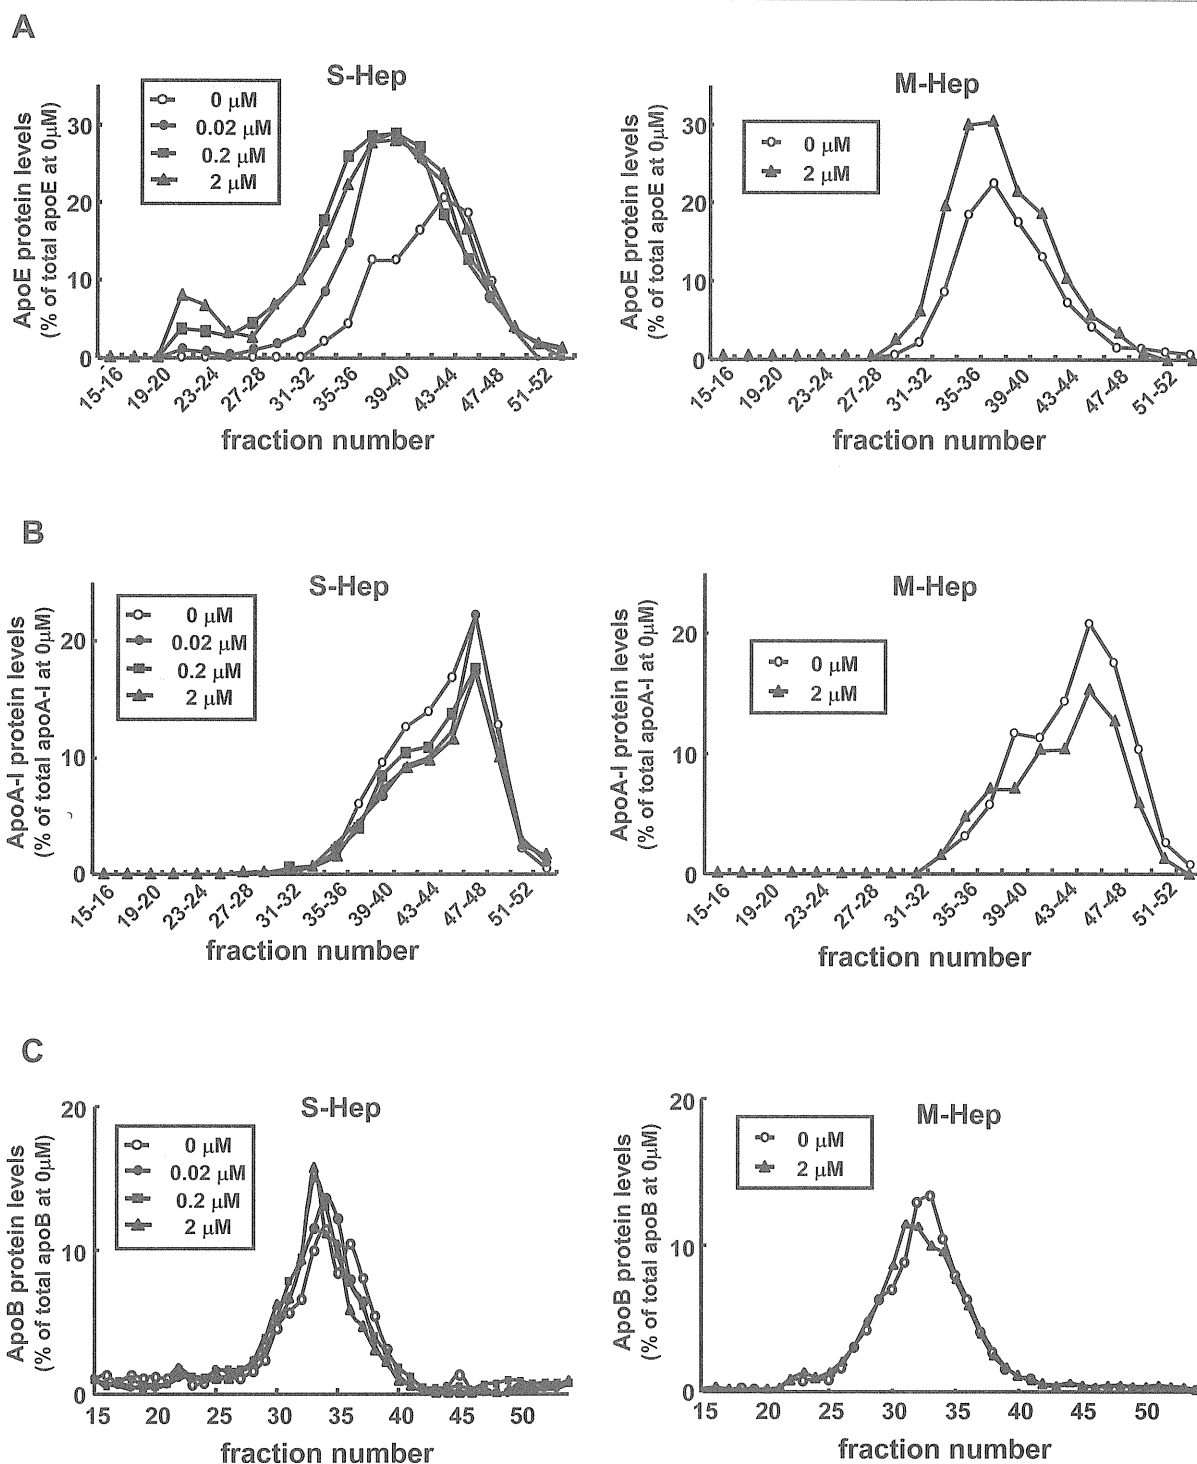 A
S-Hep
0 μM
0.02 μM
0.2 μM
2 μM
ApoE protein levels
(% of total apoE at 0μM)
30
20
10
0
15-16
19-20
23-24
27-28
31-32
35-36
39-40
43-44
47-48
51-52
fraction number
M-Hep
0 μM
2 μM
ApoE protein levels
(% of total apoE at 0μM)
30
20
10
0
15-16
19-20
23-24
27-28
31-32
35-36
39-40
43-44
47-48
51-52
fraction number
B
S-Hep
0 μM
0.02 μM
0.2 μM
2 μM
ApoA-I protein levels
(% of total apoA-I at 0μM)
20
10
0
15-16
19-20
23-24
27-28
31-32
35-36
39-40
43-44
47-48
51-52
fraction number
M-Hep
0 μM
2 μM
ApoA-I protein levels
(% of total apoA-I at 0μM)
20
10
0
15-16
19-20
23-24
27-28
31-32
35-36
39-40
43-44
47-48
51-52
fraction number
C
S-Hep
0 μM
0.02 μM
0.2 μM
2 μM
ApoB protein levels
(% of total apoB at 0μM)
20
10
0
15 20 25 30 35 40 45 50
fraction number
M-Hep
0 μM
2 μM
ApoB protein levels
(% of total apoB at 0μM)
20
10
0
15 20 25 30 35 40 45 50
fraction number